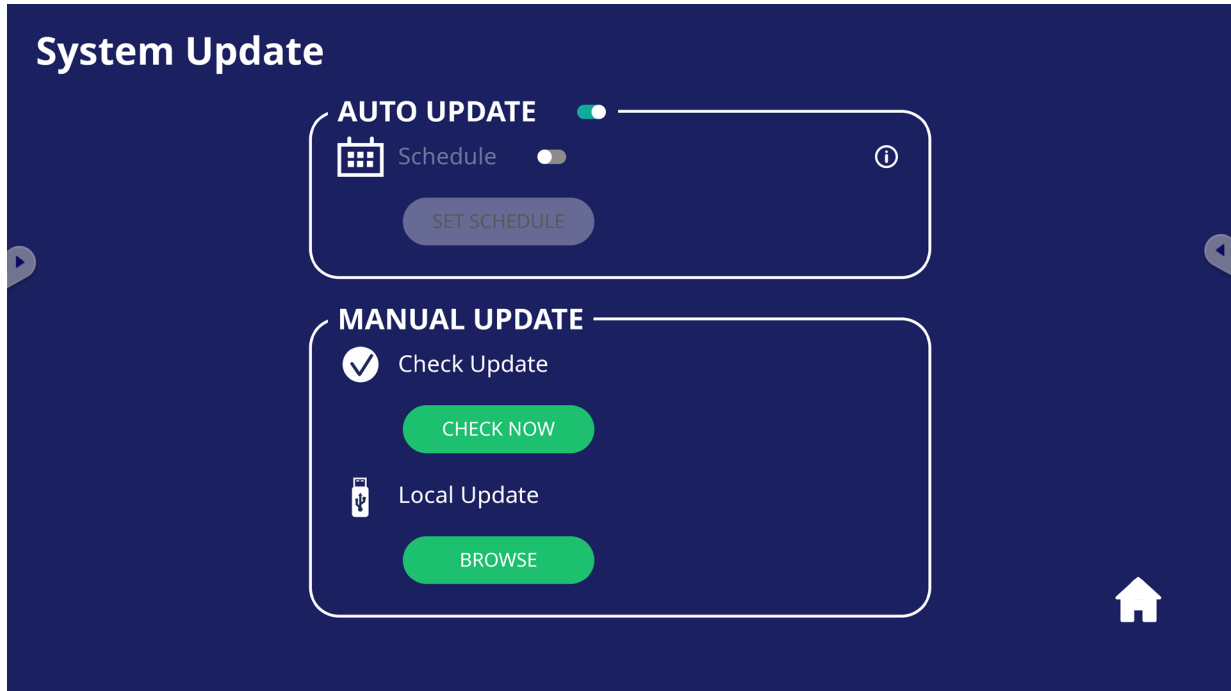 System Update
AUTO UPDATE
Schedule
SET SCHEDULE
MANUAL UPDATE
Check Update
CHECK NOW
Local Update
BROWSE